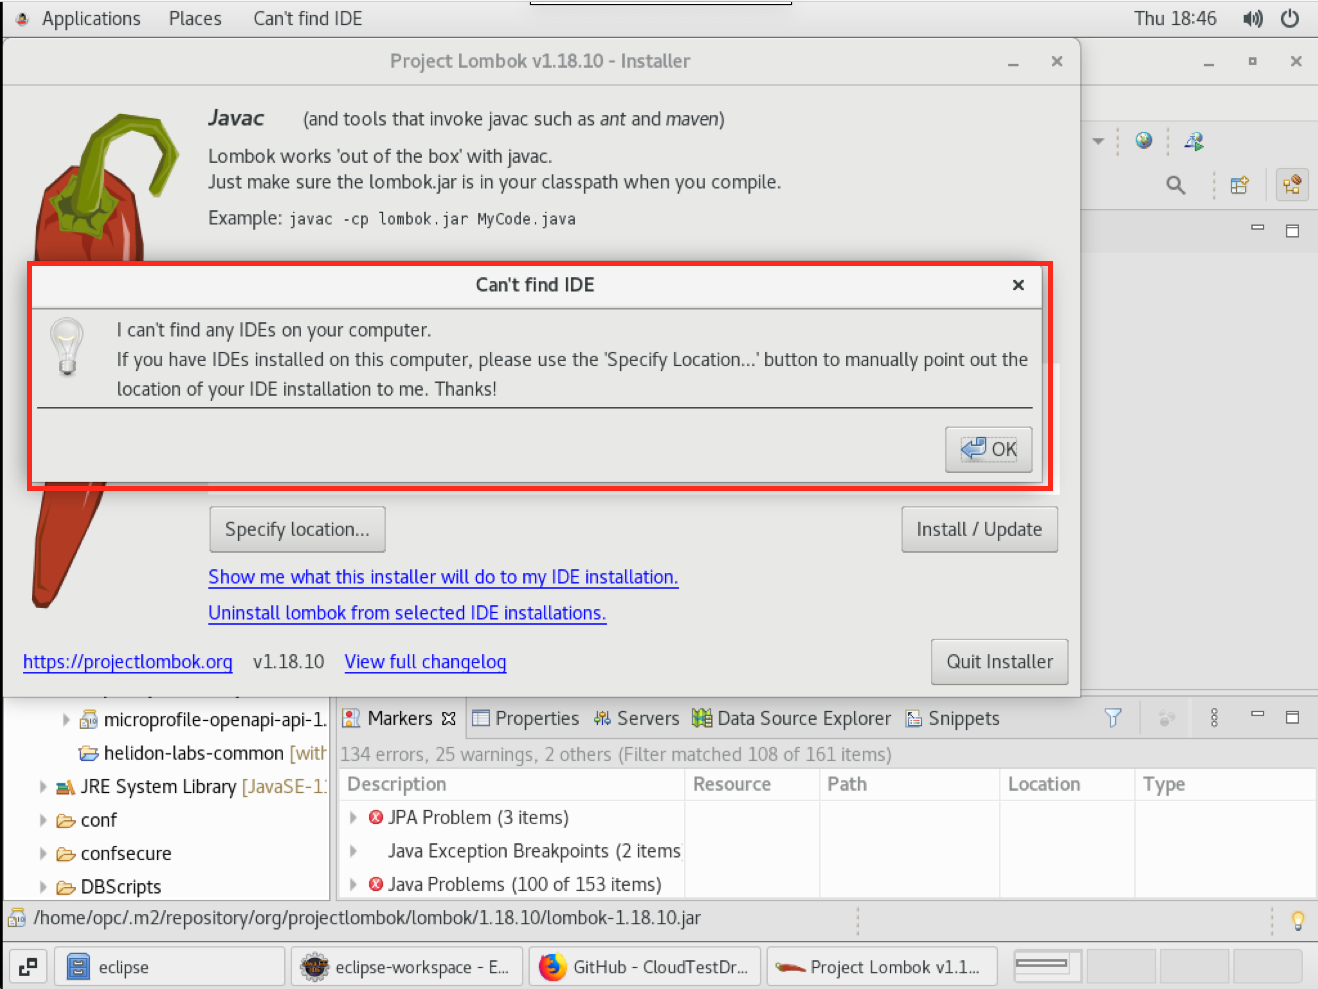 Applications Places Can't find IDE Thu 18:46
Project Lombok v1.18.10 - Installer
Javac (and tools that invoke javac such as ant and maven)
Lombok works 'out of the box' with javac.
Just make sure the lombok.jar is in your classpath when you compile.
Example: javac -cp lombok.jar MyCode.java
Can't find IDE
I can't find any IDEs on your computer.
If you have IDEs installed on this computer, please use the 'Specify Location...' button to manually point out the
location of your IDE installation to me. Thanks!
OK
Specify location... Install / Update
Show me what this installer will do to my IDE installation.
Uninstall lombok from selected IDE installations.
https://projectlombok.org v1.18.10 View full changelog Quit Installer
microprofile-openapi-api-1.
helidon-labs-common [with
JRE System Library [JavaSE-1
conf
confsecure
DBScripts
Markers Properties Servers Data Source Explorer Snippets
134 errors, 25 warnings, 2 others (Filter matched 108 of 161 items)
Description Resource Path Location Type
JPA Problem (3 items)
Java Exception Breakpoints (2 items
Java Problems (100 of 153 items)
/home/opc/.m2/repository/org/projectlombok/lombok/1.18.10/lombok-1.18.10.jar
eclipse eclipse-workspace - E... GitHub - CloudTestDr... Project Lombok v1.1...